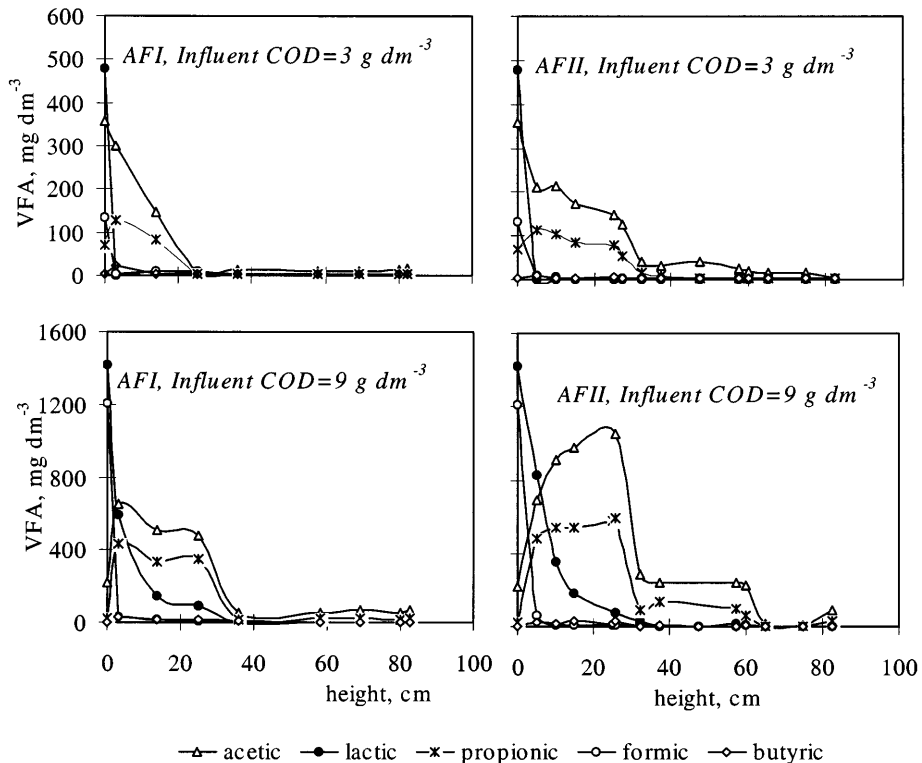 AFI, Influent COD=3 g dm⁻³
VFA, mg dm⁻³
600
500
400
300
200
100
0
AFII, Influent COD=3 g dm⁻³
AFI, Influent COD=9 g dm⁻³
VFA, mg dm⁻³
1600
1200
800
400
0
0 20 40 60 80 100
height, cm
AFII, Influent COD=9 g dm⁻³
0 20 40 60 80 100
height, cm
acetic lactic propionic formic butyric